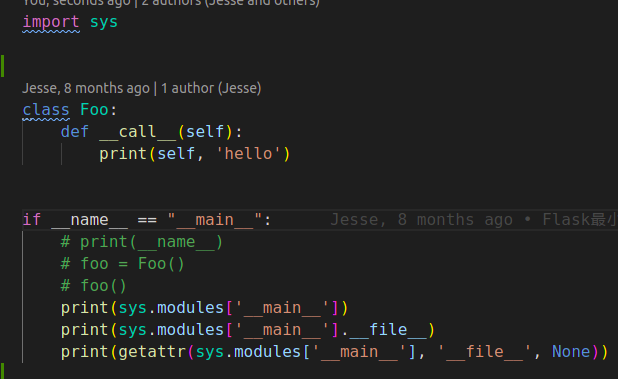 You, seconds ago | 2 authors (Jesse and others)
import sys
Jesse, 8 months ago | 1 author (Jesse)
class Foo:
    def __call__(self):
        print(self, 'hello')
if __name__ == "__main__":      Jesse, 8 months ago • Flask最小
    # print(__name__)
    # foo = Foo()
    # foo()
    print(sys.modules['__main__'])
    print(sys.modules['__main__'].__file__)
    print(getattr(sys.modules['__main__'], '__file__', None))